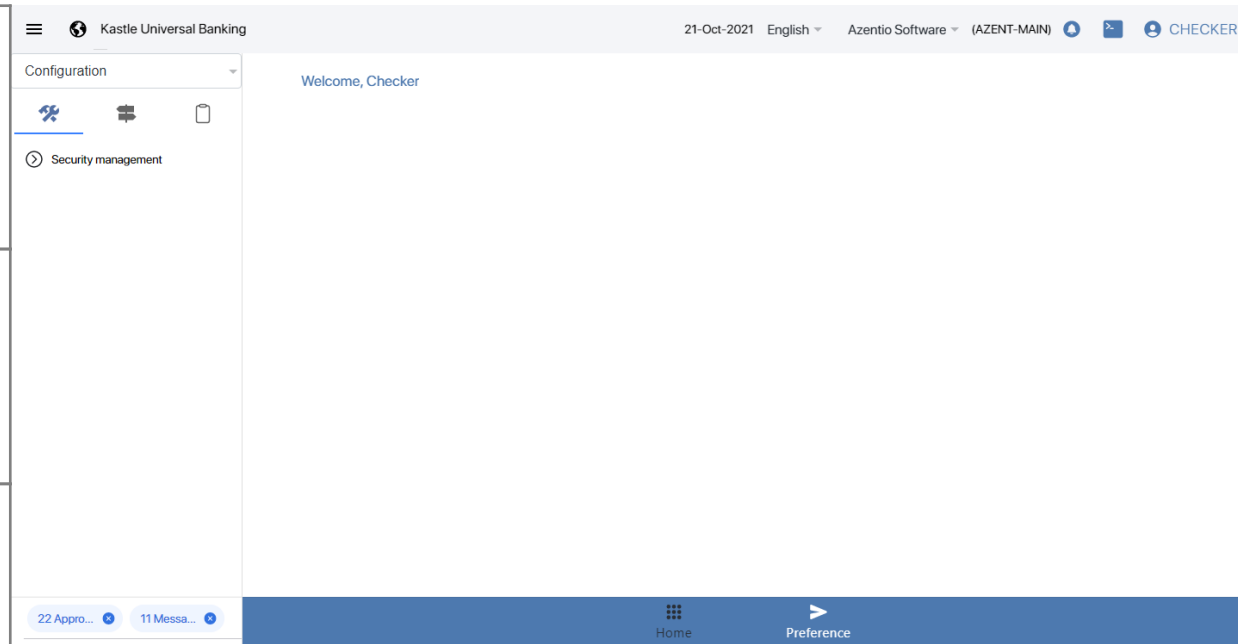 Kastle Universal Banking
21-Oct-2021 English Azentio Software (AZENT-MAIN) CHECKER
Configuration
Welcome, Checker
Security management
22 Appro... 11 Messa...
Home Preference